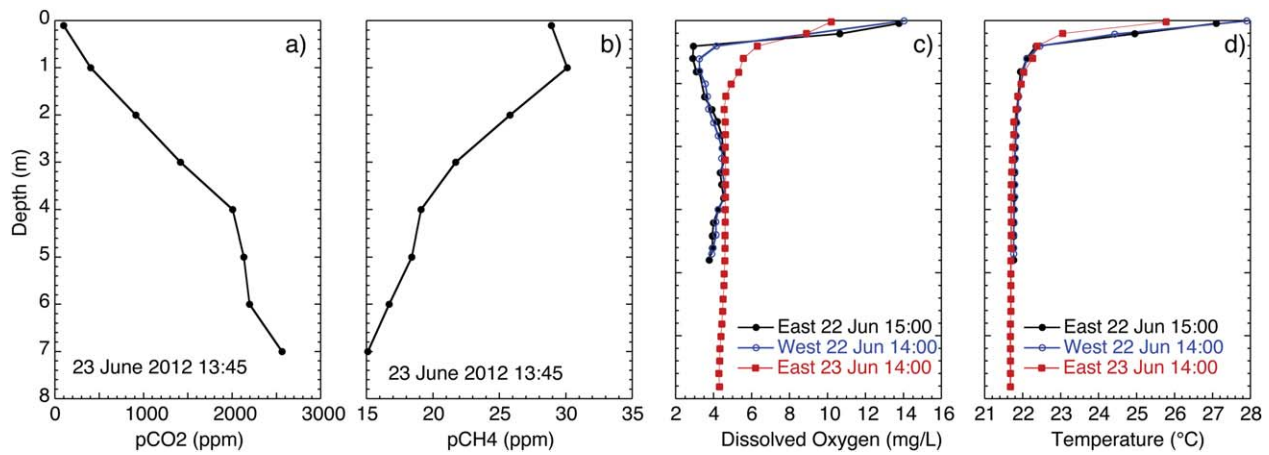 0
1
2
3
4
5
6
7
8
Depth (m)
a)
23 June 2012 13:45
0 1000 2000 3000
pCO2 (ppm)
b)
23 June 2012 13:45
15 20 25 30 35
pCH4 (ppm)
c)
East 22 Jun 15:00
West 22 Jun 14:00
East 23 Jun 14:00
2 4 6 8 10 12 14 16
Dissolved Oxygen (mg/L)
d)
East 22 Jun 15:00
West 22 Jun 14:00
East 23 Jun 14:00
21 22 23 24 25 26 27 28
Temperature (°C)